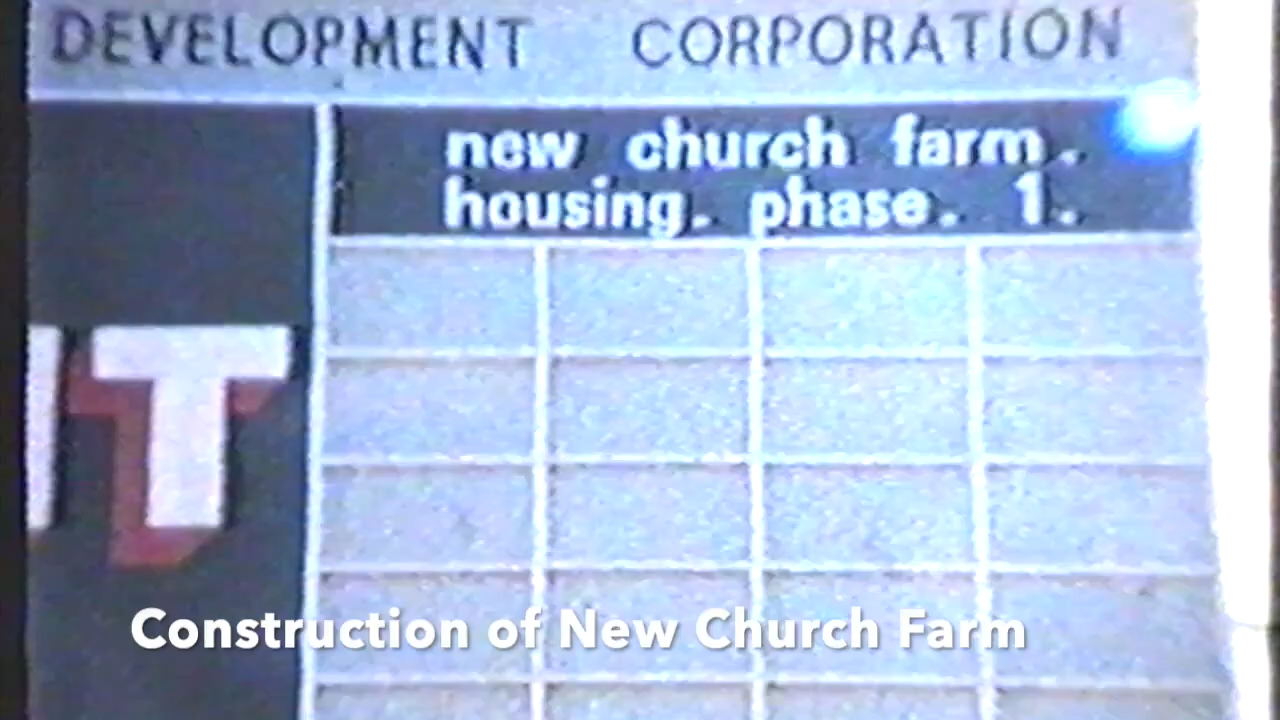 DEVELOPMENT CORPORATION
new church farm.
housing. phase. 1.
T
Construction of New Church Farm